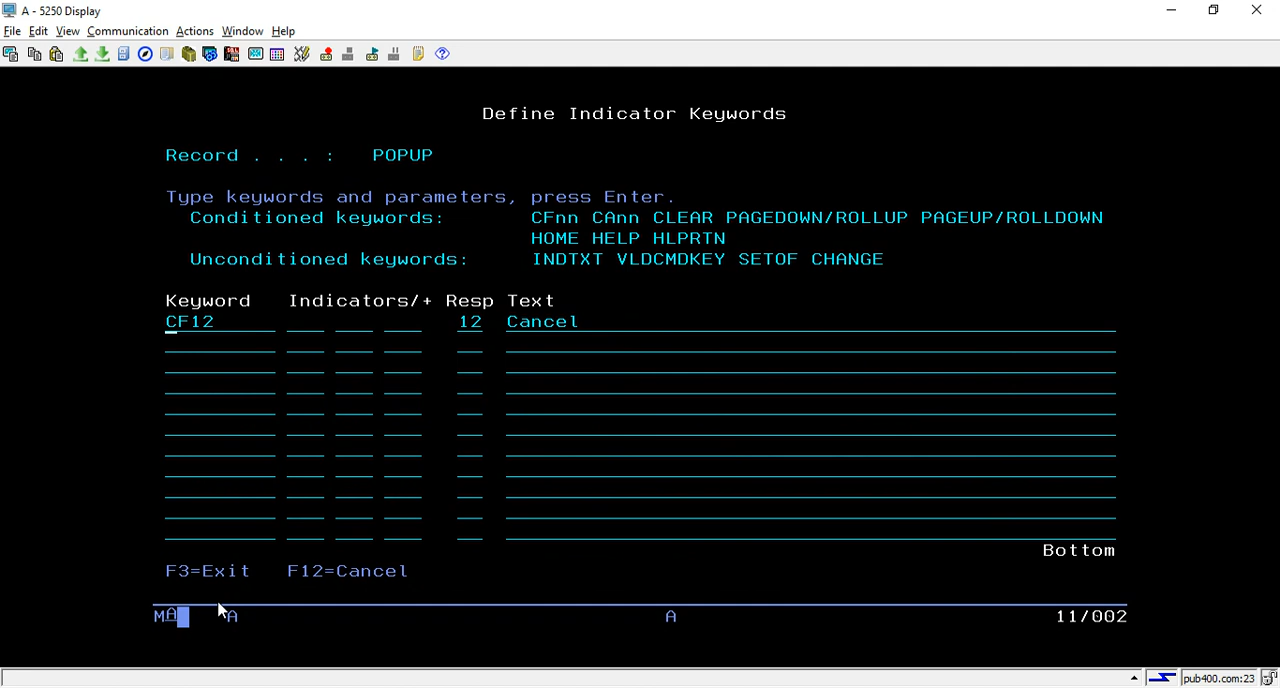 A - 5250 Display
File Edit View Communication Actions Window Help
Define Indicator Keywords
Record . . . : POPUP
Type keywords and parameters, press Enter.
Conditioned keywords: CFnn CAnn CLEAR PAGEDOWN/ROLLUP PAGEUP/ROLLDOWN
HOME HELP HLPRTN
Unconditioned keywords: INDTXT VLDCMDKEY SETOF CHANGE
Keyword Indicators/+ Resp Text
CF12 12 Cancel
Bottom
F3=Exit F12=Cancel
MA A A 11/002
pub400.com:23